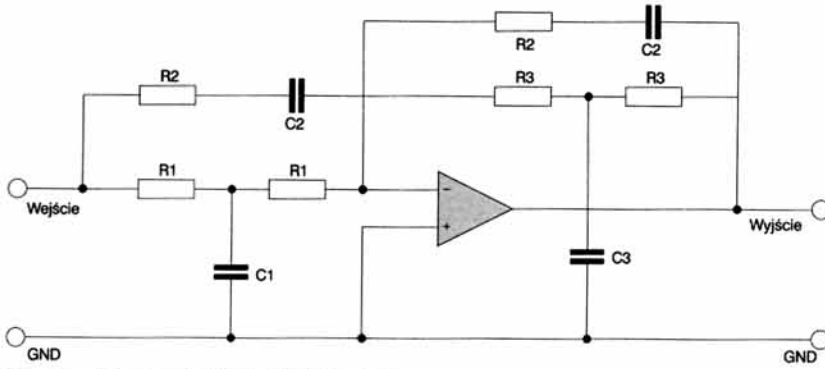 R2
C2
R2
C2
R3
R3
R1
R1
−
+
Wejście
Wyjście
C1
C3
GND
GND